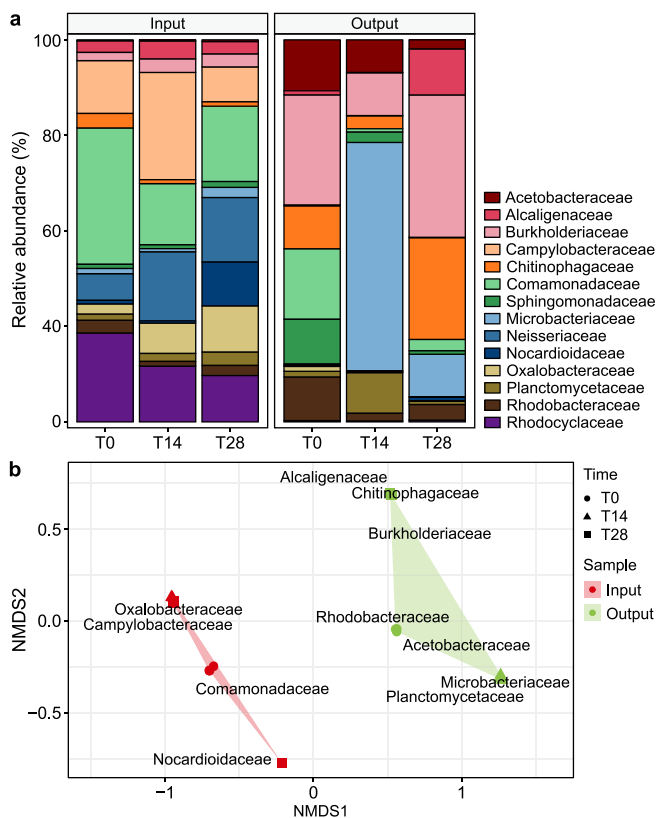 a
Input
Output
100
80
60
40
0
Relative abundance (%)
T0
T14
T28
T0
T14
T28
Acetobacteraceae
Alcaligenaceae
Burkholderiaceae
Campylobacteraceae
Chitinophagaceae
Comamonadaceae
Sphingomonadaceae
Microbacteriaceae
Neisseriaceae
Nocardioidaceae
Oxalobacteraceae
Planctomycetaceae
Rhodobacteraceae
Rhodocyclaceae
b
Alcaligenaceae
Chitinophagaceae
Burkholderiaceae
Oxalobacteraceae
Campylobacteraceae
Rhodobacteraceae
Acetobacteraceae
Comamonadaceae
Microbacteriaceae
Planctomycetaceae
Nocardioidaceae
0.5
0.0
−0.5
NMDS2
−1
0
1
NMDS1
Time
T0
T14
T28
Sample
Input
Output